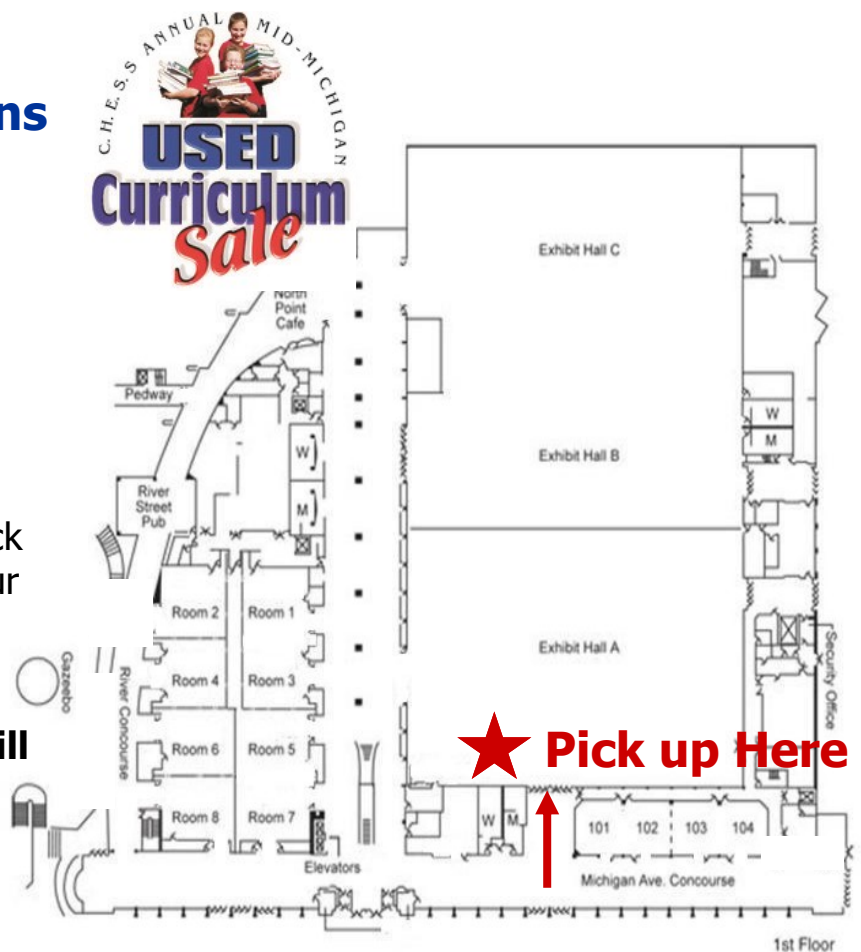 C.H.E.S.S ANNUAL MID-MICHIGAN
USED
Curriculum
Sale
ns
North
Point
Cafe
Pedway
River
Street
Pub
W
M
Exhibit Hall C
W
M
Exhibit Hall B
ck
ur
Room 2
Room 1
Exhibit Hall A
Security Office
Gazeebo
River Concourse
Room 4
Room 3
ill
Room 6
Room 5
Pick up Here
Room 8
Room 7
W
M
101
102
103
104
Elevators
Michigan Ave. Concourse
1st Floor